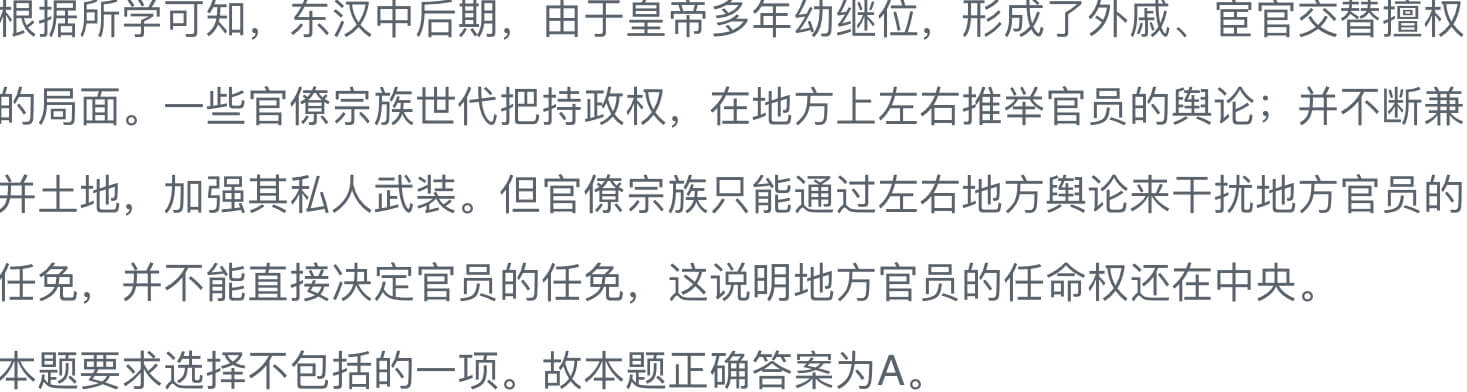 根据所学可知，东汉中后期，由于皇帝多年幼继位，形成了外戚、宦官交替擅权
的局面。一些官僚宗族世代把持政权，在地方上左右推举官员的舆论；并不断兼
并土地，加强其私人武装。但官僚宗族只能通过左右地方舆论来干扰地方官员的
任免，并不能直接决定官员的任免，这说明地方官员的任命权还在中央。
本题要求选择不包括的一项。故本题正确答案为A。